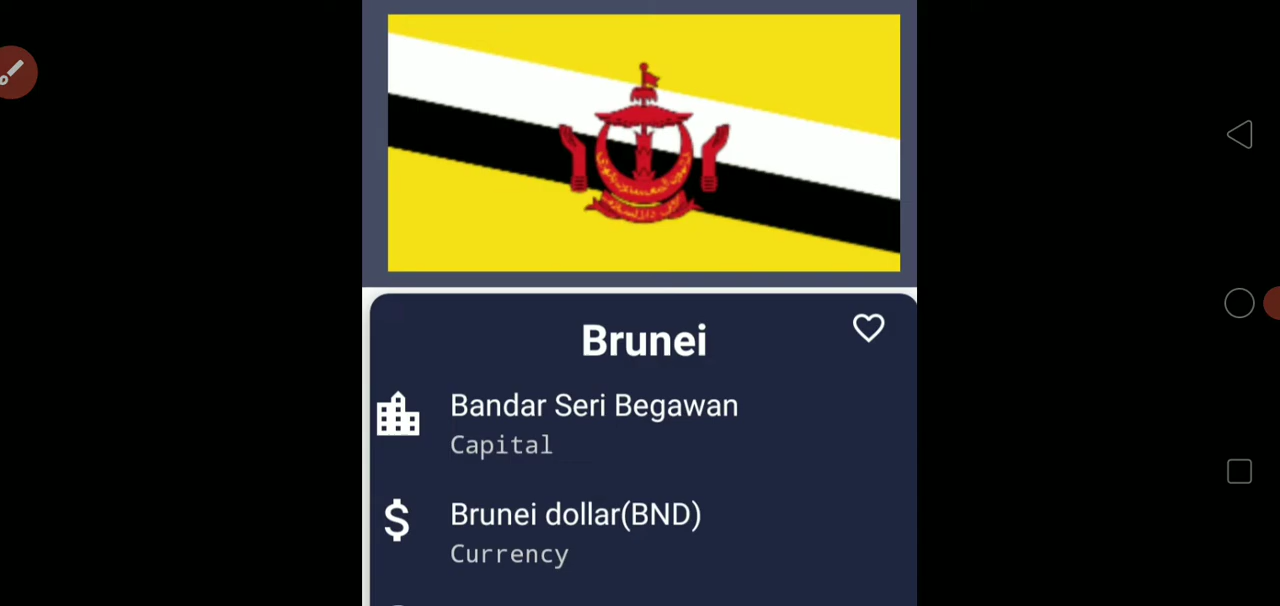 Brunei
Bandar Seri Begawan
Capital
Brunei dollar(BND)
Currency